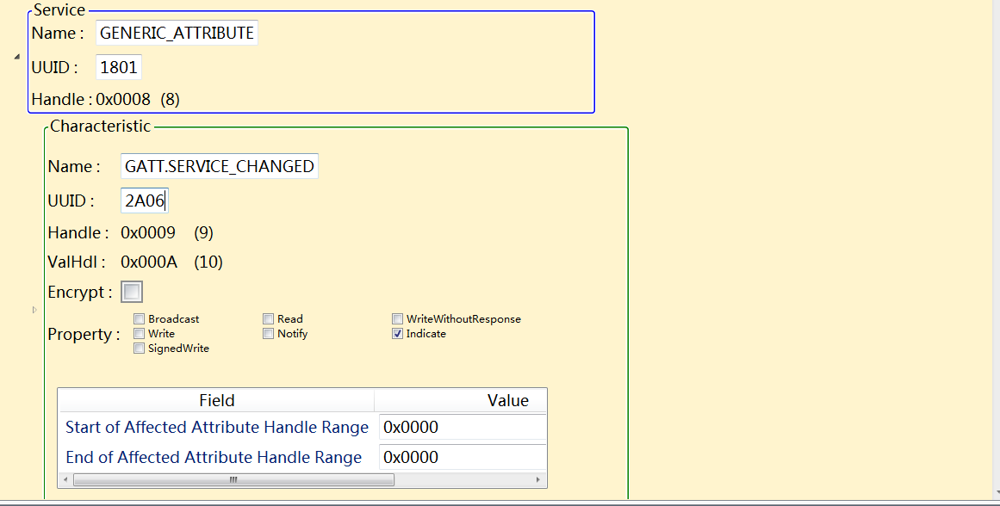 Service
Name : GENERIC_ATTRIBUTE
UUID : 1801
Handle : 0x0008 (8)
Characteristic
Name : GATT.SERVICE_CHANGED
UUID : 2A06
Handle : 0x0009 (9)
ValHdl : 0x000A (10)
Encrypt :
Property :
Broadcast Read WriteWithoutResponse
Write Notify Indicate
SignedWrite
Field Value
Start of Affected Attribute Handle Range 0x0000
End of Affected Attribute Handle Range 0x0000